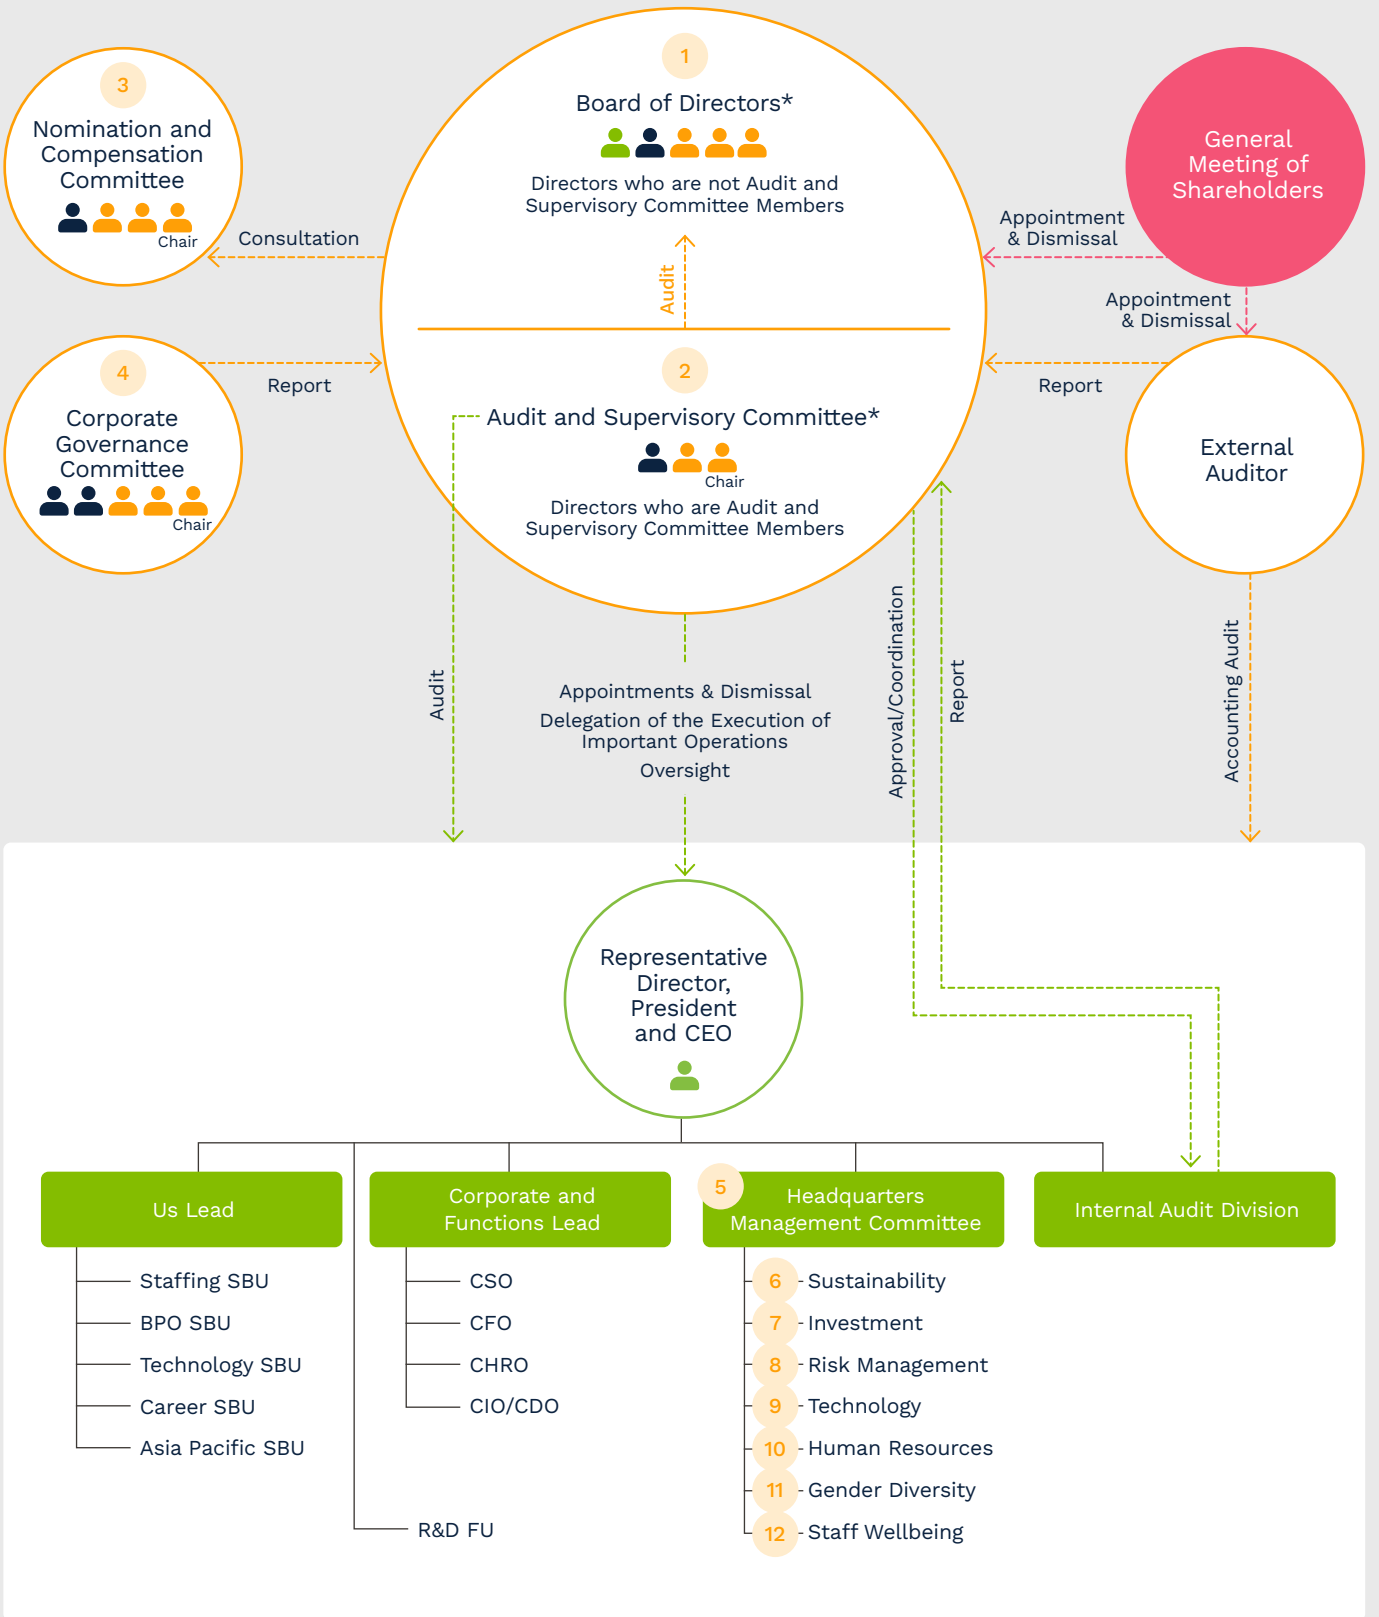 1
Board of Directors*
Directors who are not Audit and
Supervisory Committee Members
Audit
2
Audit and Supervisory Committee*
Chair
Directors who are Audit and
Supervisory Committee Members
3
Nomination and
Compensation
Committee
Chair
Consultation
4
Corporate
Governance
Committee
Chair
Report
General
Meeting of
Shareholders
Appointment
& Dismissal
Appointment
& Dismissal
Report
External
Auditor
Audit
Appointments & Dismissal
Delegation of the Execution of
Important Operations
Oversight
Approval/Coordination
Report
Accounting Audit
Representative
Director,
President
and CEO
Us Lead
Staffing SBU
BPO SBU
Technology SBU
Career SBU
Asia Pacific SBU
R&D FU
Corporate and
Functions Lead
CSO
CFO
CHRO
CIO/CDO
5
Headquarters
Management Committee
6 Sustainability
7 Investment
8 Risk Management
9 Technology
10 Human Resources
11 Gender Diversity
12 Staff Wellbeing
Internal Audit Division